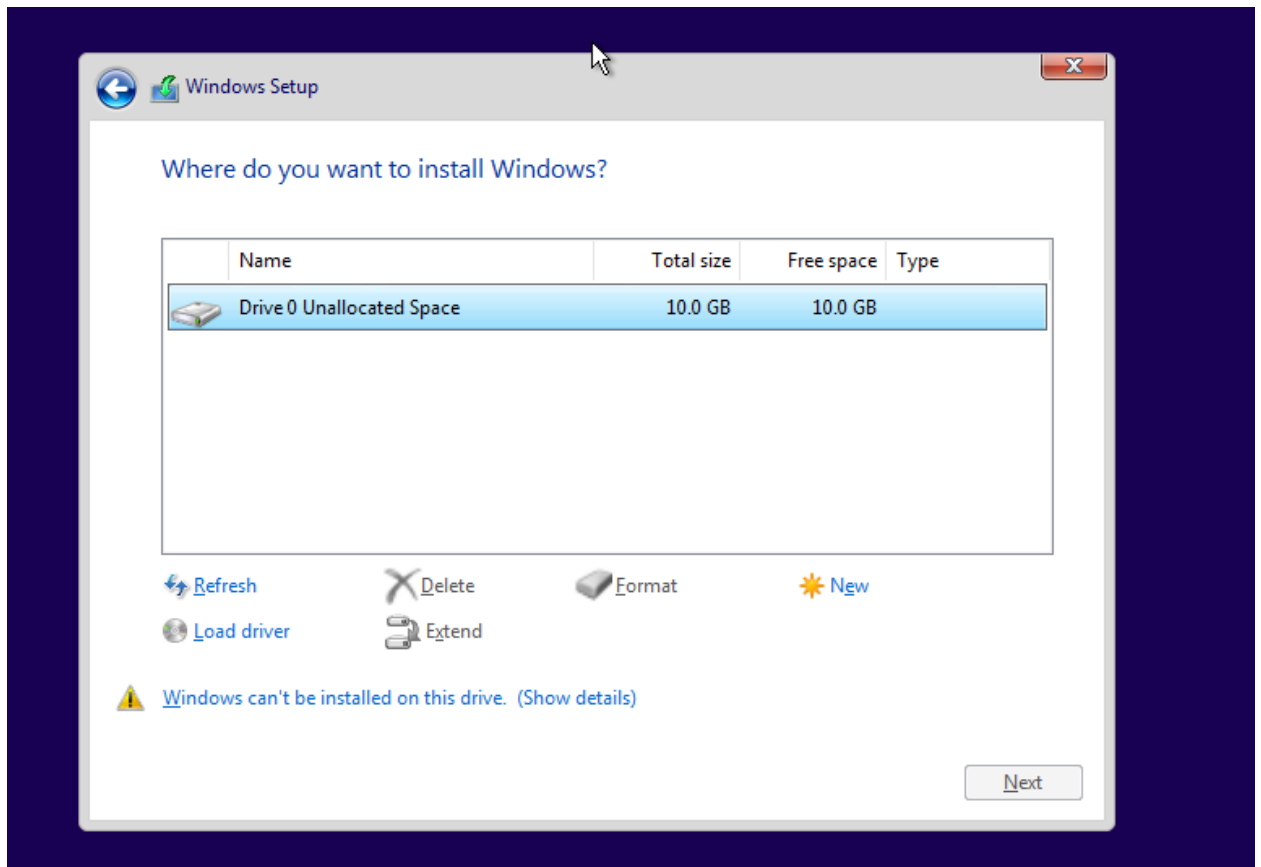 Windows Setup
Where do you want to install Windows?
Name Total size Free space Type
Drive 0 Unallocated Space 10.0 GB 10.0 GB
Refresh Delete Format New
Load driver Extend
Windows can't be installed on this drive. (Show details)
Next